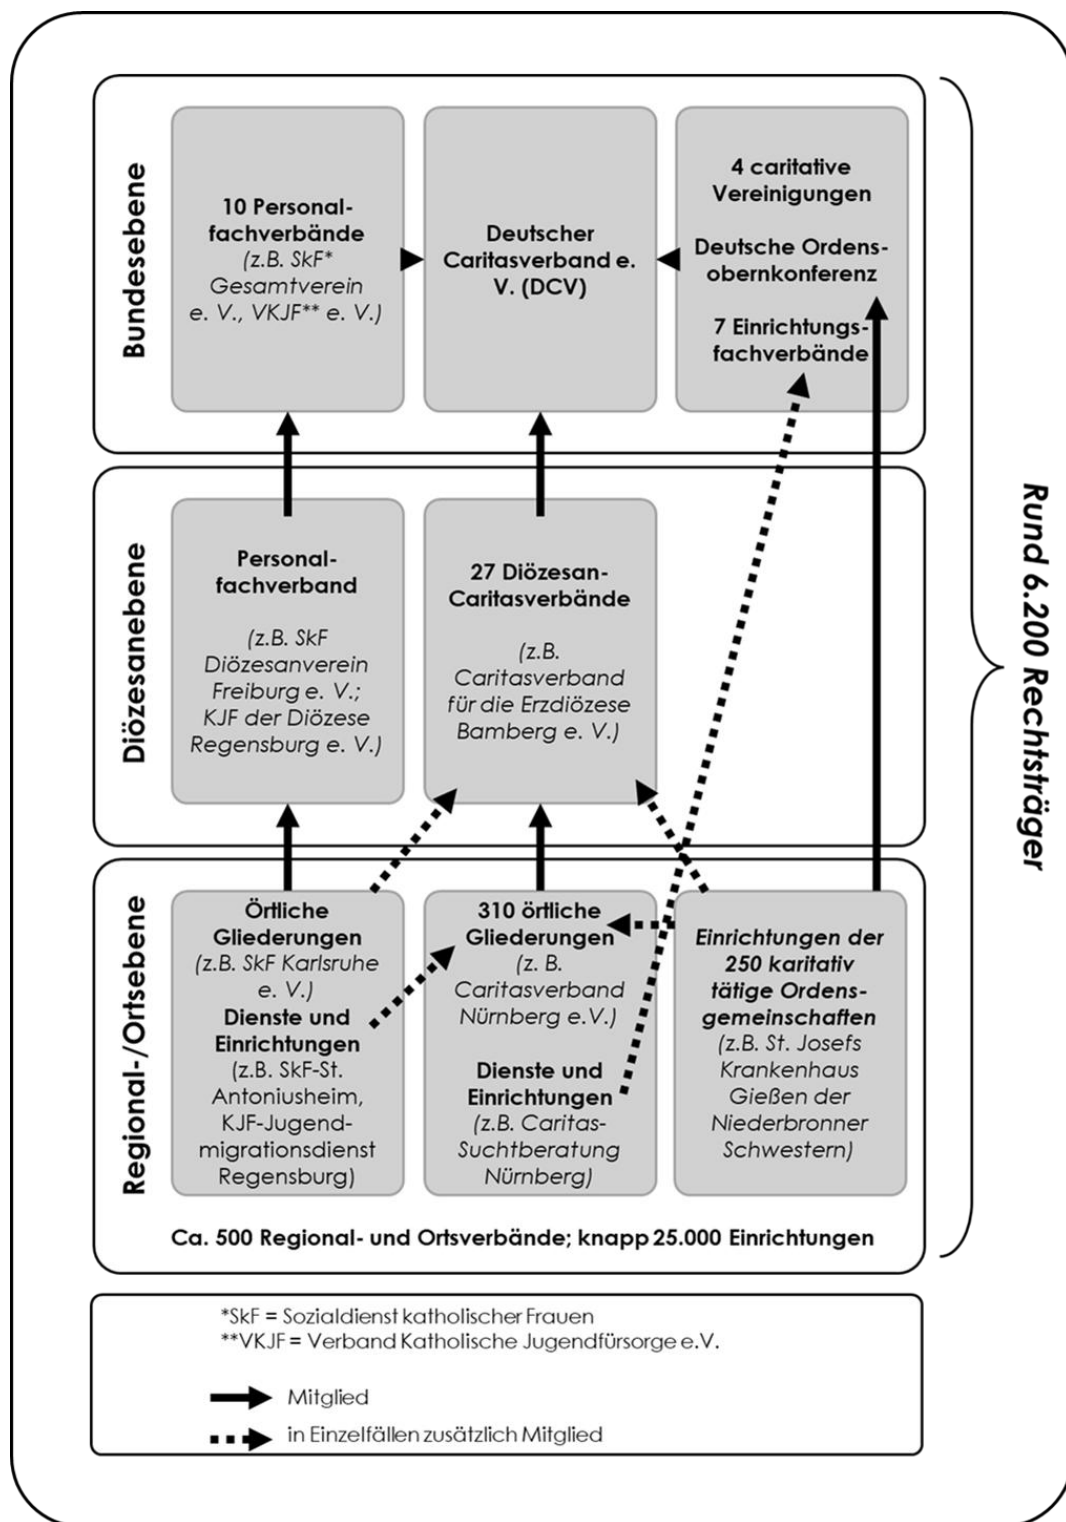 Bundesebene
10 Personal-
fachverbände
(z.B. SkF*
Gesamtverein
e. V., VKJF** e. V.)
Deutscher
Caritasverband e.
V. (DCV)
4 caritative
Vereinigungen
Deutsche Ordens-
obernkonferenz
7 Einrichtungs-
fachverbände
Diözesanebene
Personal-
fachverband
(z.B. SkF
Diözesanverein
Freiburg e. V.;
KJF der Diözese
Regensburg e. V.)
27 Diözesan-
Caritasverbände
(z.B.
Caritasverband
für die Erzdiözese
Bamberg e. V.)
Regional-/Ortsebene
Örtliche
Gliederungen
(z.B. SkF Karlsruhe
e. V.)
Dienste und
Einrichtungen
(z.B. SkF-St.
Antoniusheim,
KJF-Jugend-
migrationsdienst
Regensburg)
310 örtliche
Gliederungen
(z. B.
Caritasverband
Nürnberg e.V.)
Dienste und
Einrichtungen
(z.B. Caritas-
Suchtberatung
Nürnberg)
Einrichtungen der
250 karitativ
tätige Ordens-
gemeinschaften
(z.B. St. Josefs
Krankenhaus
Gießen der
Niederbronner
Schwestern)
Ca. 500 Regional- und Ortsverbände; knapp 25.000 Einrichtungen
Rund 6.200 Rechtsträger
*SkF = Sozialdienst katholischer Frauen
**VKJF = Verband Katholische Jugendfürsorge e.V.
Mitglied
in Einzelfällen zusätzlich Mitglied